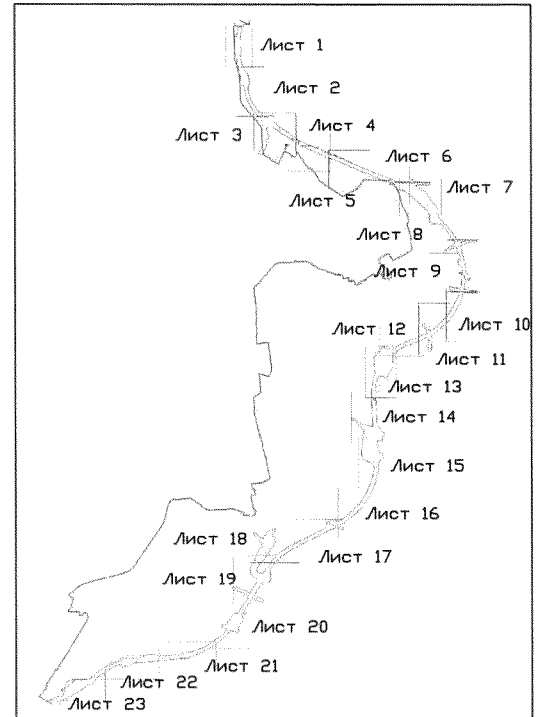 Лист 1
Лист 2
Лист 3
Лист 4
Лист 5
Лист 6
Лист 7
Лист 8
Лист 9
Лист 10
Лист 11
Лист 12
Лист 13
Лист 14
Лист 15
Лист 16
Лист 17
Лист 18
Лист 19
Лист 20
Лист 21
Лист 22
Лист 23